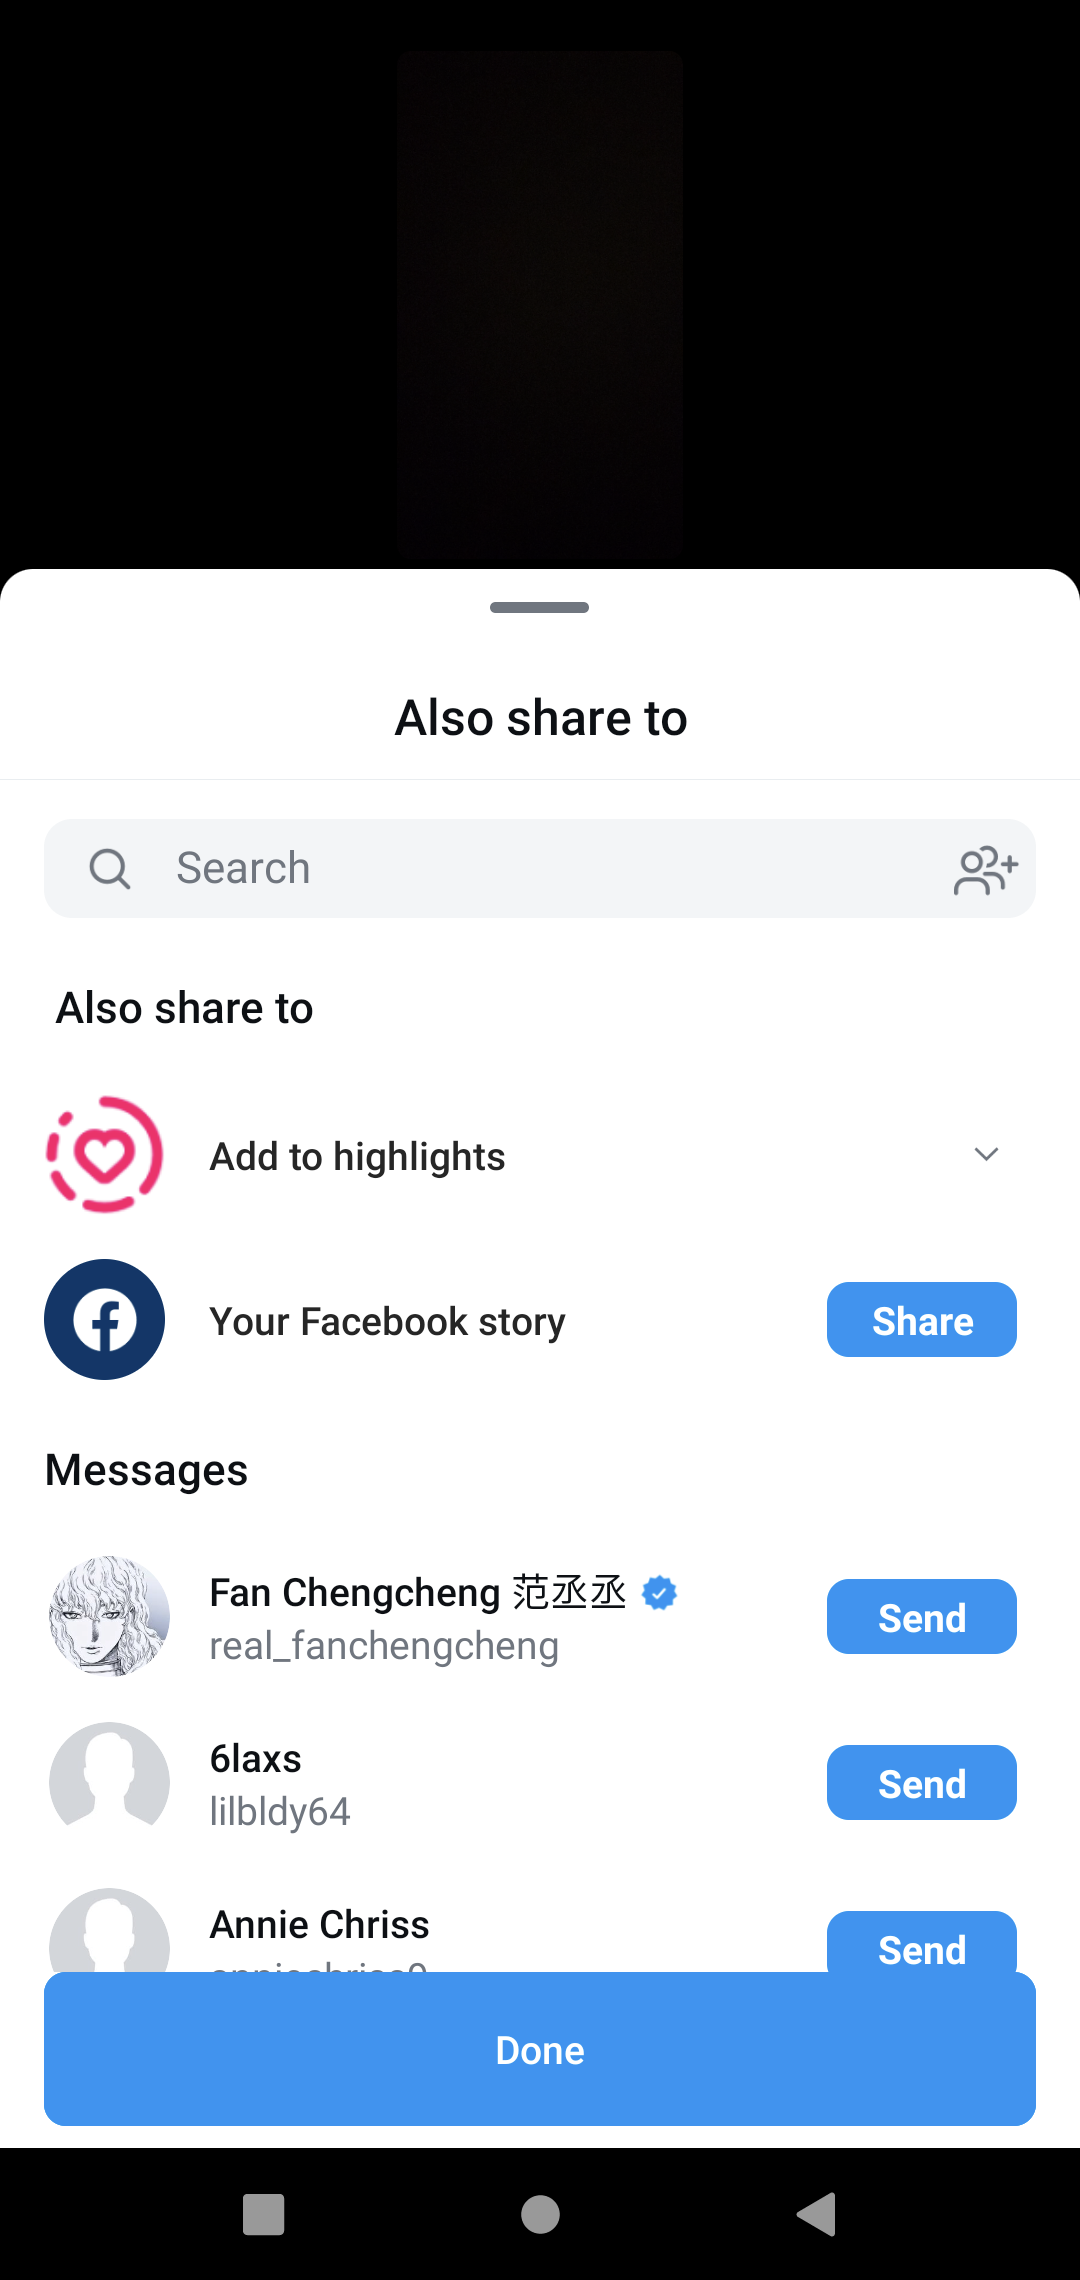 Also share to
Search
Also share to
Add to highlights
Your Facebook story
Share
Messages
Fan Chengcheng 范丞丞
real_fanchengcheng
Send
6laxs
lilbldy64
Send
Annie Chriss
Send
Done